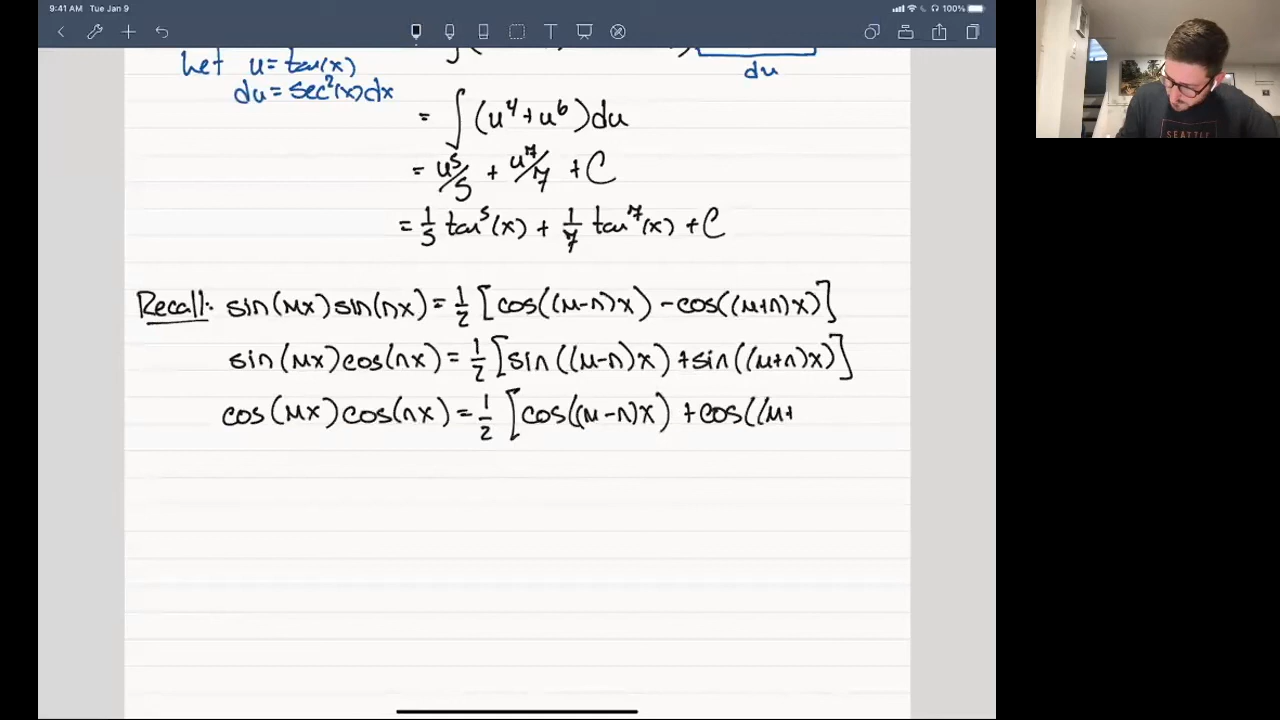 9:41 AM Tue Jan 9
100%
Let u = tan(x)
du = sec²(x)dx
du
= ∫(u⁴ + u⁶)du
= u⁵/5 + u⁷/7 + C
= 1/5 tan⁵(x) + 1/7 tan⁷(x) + C
Recall: sin(mx)sin(nx) = 1/2 [cos((m-n)x) - cos((m+n)x)]
sin(mx)cos(nx) = 1/2 [sin((m-n)x) + sin((m+n)x)]
cos(mx)cos(nx) = 1/2 [cos((m-n)x) + cos((m+
SEATTLE